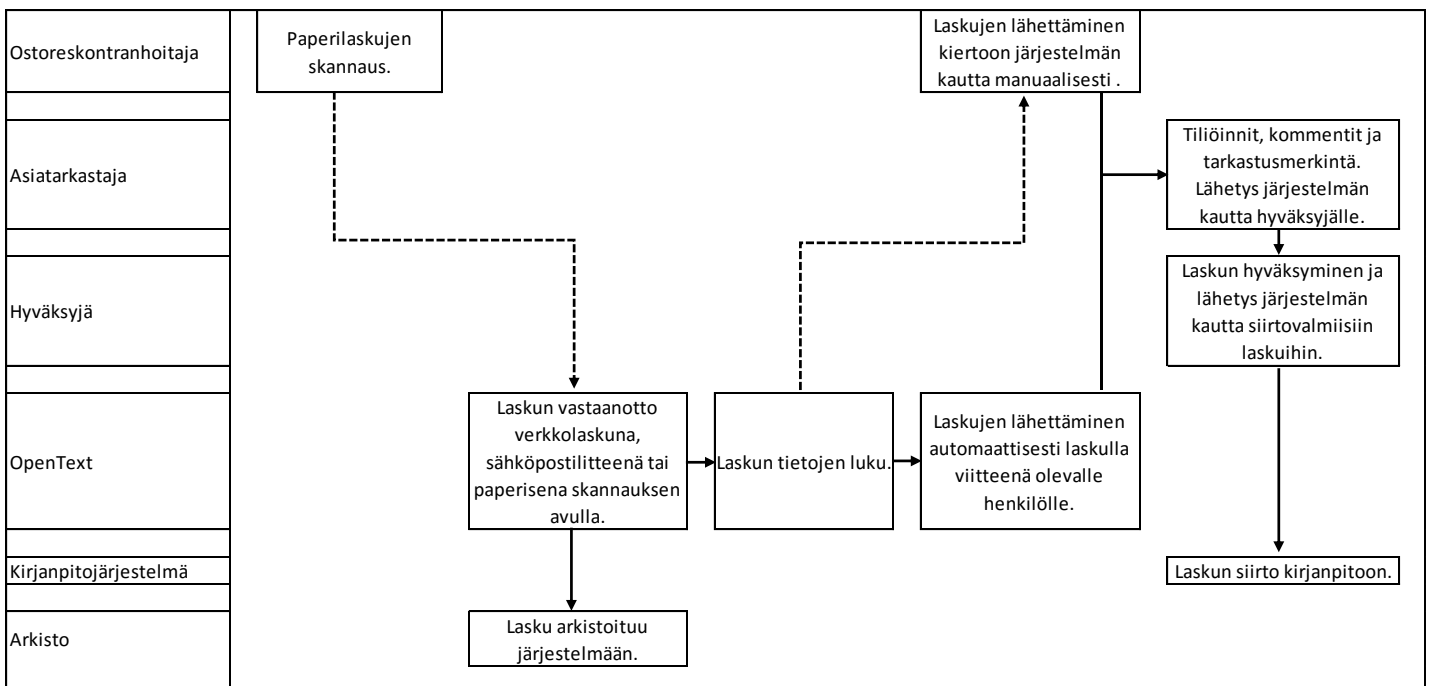 Ostoreskontranhoitaja
Paperilaskujen
skannaus.
Laskujen lähettäminen
kiertoon järjestelmän
kautta manuaalisesti .
Asiatarkastaja
Tiliöinnit, kommentit ja
tarkastusmerkintä.
Lähetys järjestelmän
kautta hyväksyjälle.
Hyväksyjä
Laskun hyväksyminen ja
lähetys järjestelmän
kautta siirtovalmiisiin
laskuihin.
OpenText
Laskun vastaanotto
verkkolaskuna,
sähköpostilitteenä tai
paperisena skannauksen
avulla.
Laskun tietojen luku.
Laskujen lähettäminen
automaattisesti laskulla
viitteenä olevalle
henkilölle.
Kirjanpitojärjestelmä
Laskun siirto kirjanpitoon.
Arkisto
Lasku arkistoituu
järjestelmään.